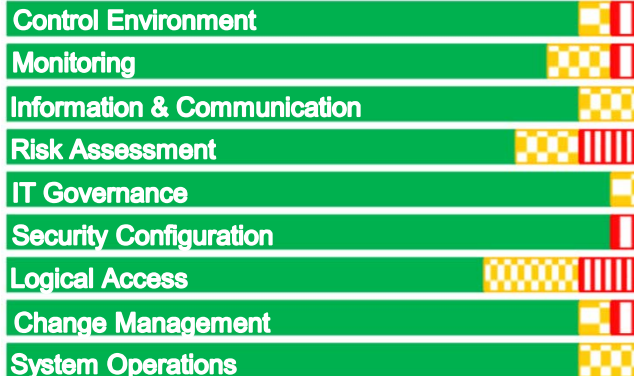 Control Environment
Monitoring
Information & Communication
Risk Assessment
IT Governance
Security Configuration
Logical Access
Change Management
System Operations